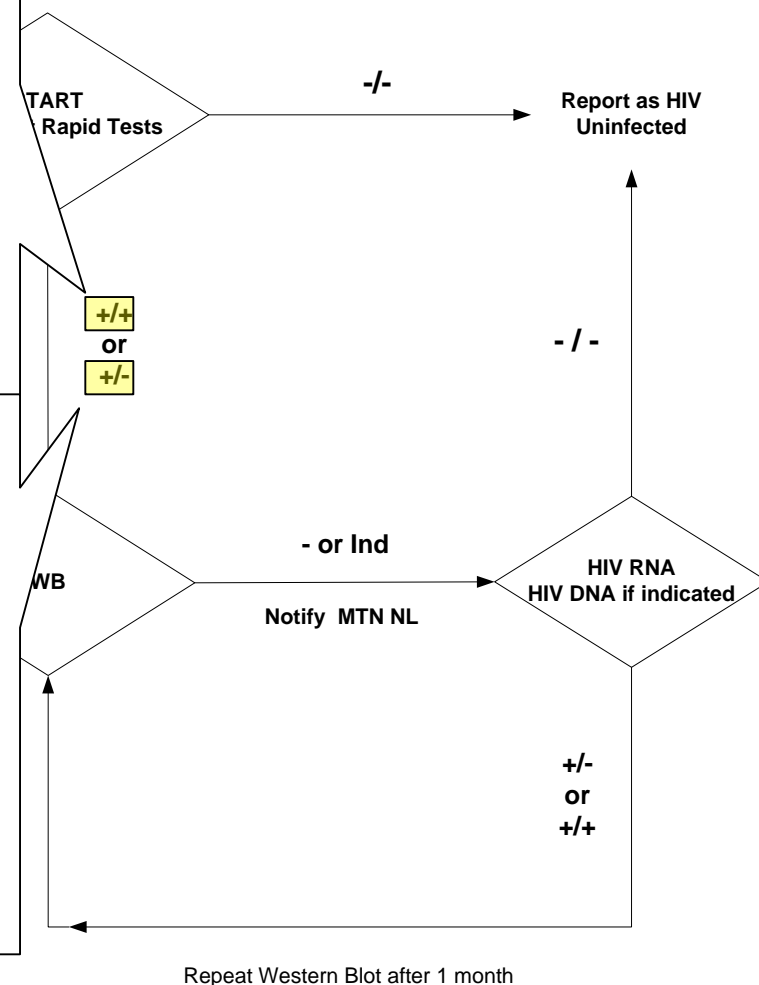 -/-
TART
Rapid Tests
Report as HIV
Uninfected
+/+
or
+/-
- / -
- or Ind
WB
Notify MTN NL
HIV RNA
HIV DNA if indicated
+/-
or
+/+
Repeat Western Blot after 1 month